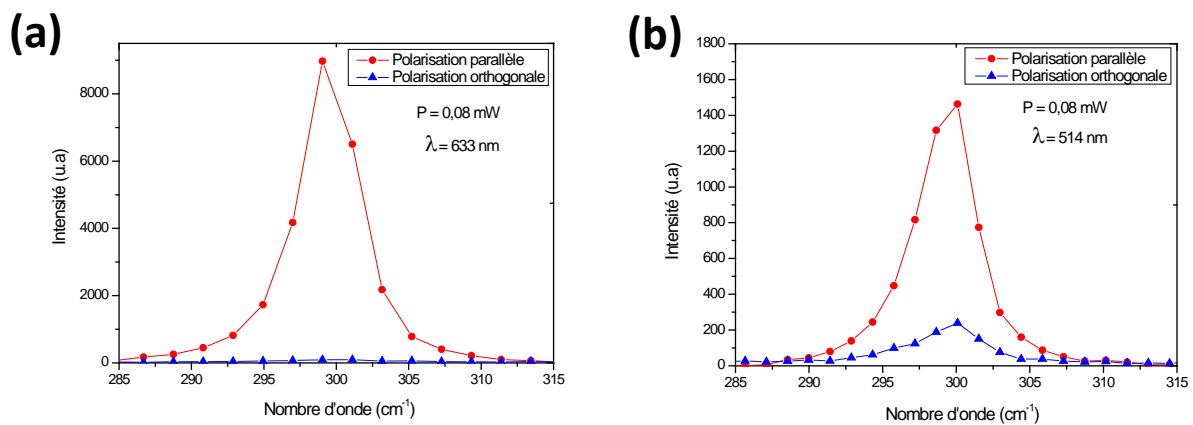 (a)
Polarisation parallèle
Polarisation orthogonale
P = 0,08 mW
λ = 633 nm
Intensité (u.a)
8000
6000
4000
2000
0
285 290 295 300 305 310 315
Nombre d'onde (cm⁻¹)
(b)
Polarisation parallèle
Polarisation orthogonale
P = 0,08 mW
λ = 514 nm
Intensité (u.a)
1800
1600
1400
1200
1000
800
600
400
200
0
285 290 295 300 305 310 315
Nombre d'onde (cm⁻¹)